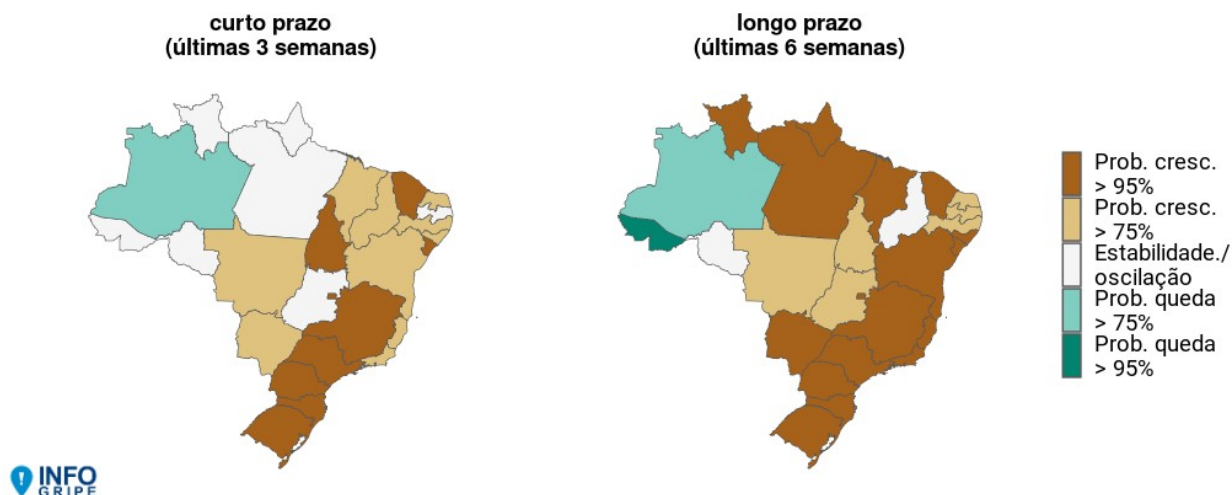 curto prazo
(últimas 3 semanas)
longo prazo
(últimas 6 semanas)
Prob. cresc.
> 95%
Prob. cresc.
> 75%
Estabilidade./
oscilação
Prob. queda
> 75%
Prob. queda
> 95%
INFO
GRIPE